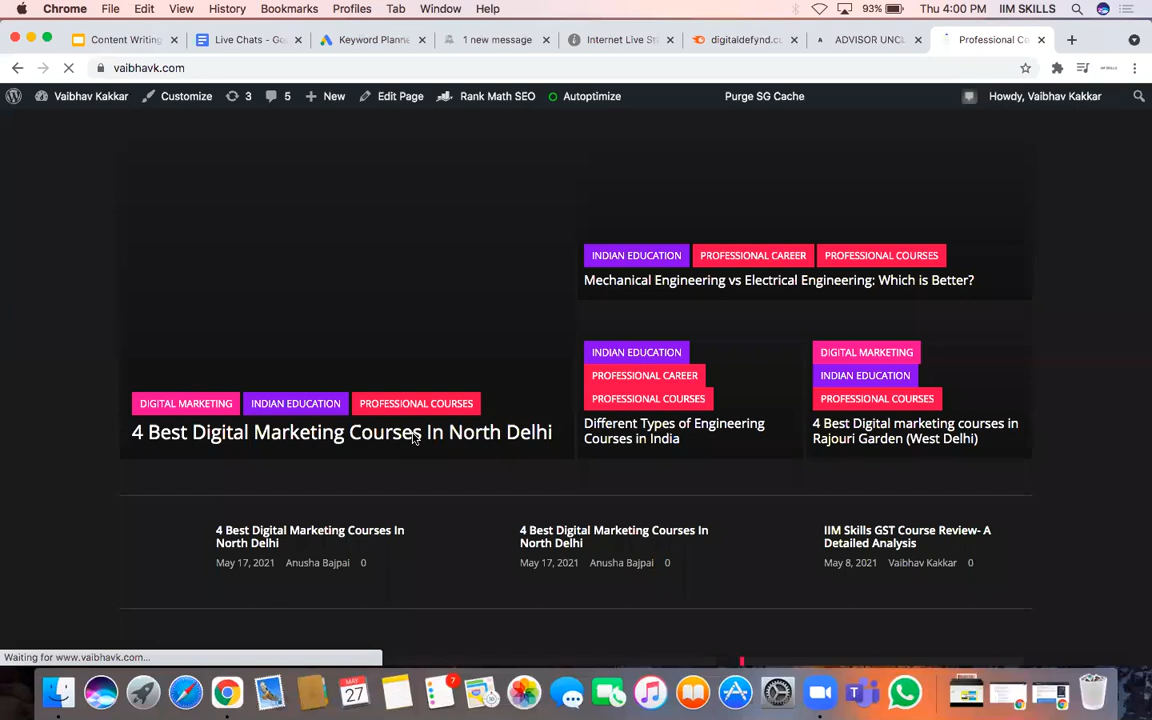 Chrome File Edit View History Bookmarks Profiles Tab Window Help 93% Thu 4:00 PM IIM SKILLS
Content Writing Live Chats - Go Keyword Planne 1 new message Internet Live St digitaldefynd.co ADVISOR UNCL Professional Co
vaibhavk.com
Vaibhav Kakkar Customize 3 5 New Edit Page Rank Math SEO Autoptimize Purge SG Cache Howdy, Vaibhav Kakkar
INDIAN EDUCATION PROFESSIONAL CAREER PROFESSIONAL COURSES
Mechanical Engineering vs Electrical Engineering: Which is Better?
DIGITAL MARKETING INDIAN EDUCATION PROFESSIONAL COURSES
4 Best Digital Marketing Courses In North Delhi
INDIAN EDUCATION
PROFESSIONAL CAREER
PROFESSIONAL COURSES
Different Types of Engineering
Courses in India
DIGITAL MARKETING
INDIAN EDUCATION
PROFESSIONAL COURSES
4 Best Digital marketing courses in
Rajouri Garden (West Delhi)
4 Best Digital Marketing Courses In
North Delhi
May 17, 2021 Anusha Bajpai 0
4 Best Digital Marketing Courses In
North Delhi
May 17, 2021 Anusha Bajpai 0
IIM Skills GST Course Review- A
Detailed Analysis
May 8, 2021 Vaibhav Kakkar 0
Waiting for www.vaibhavk.com...
MAY
27
7